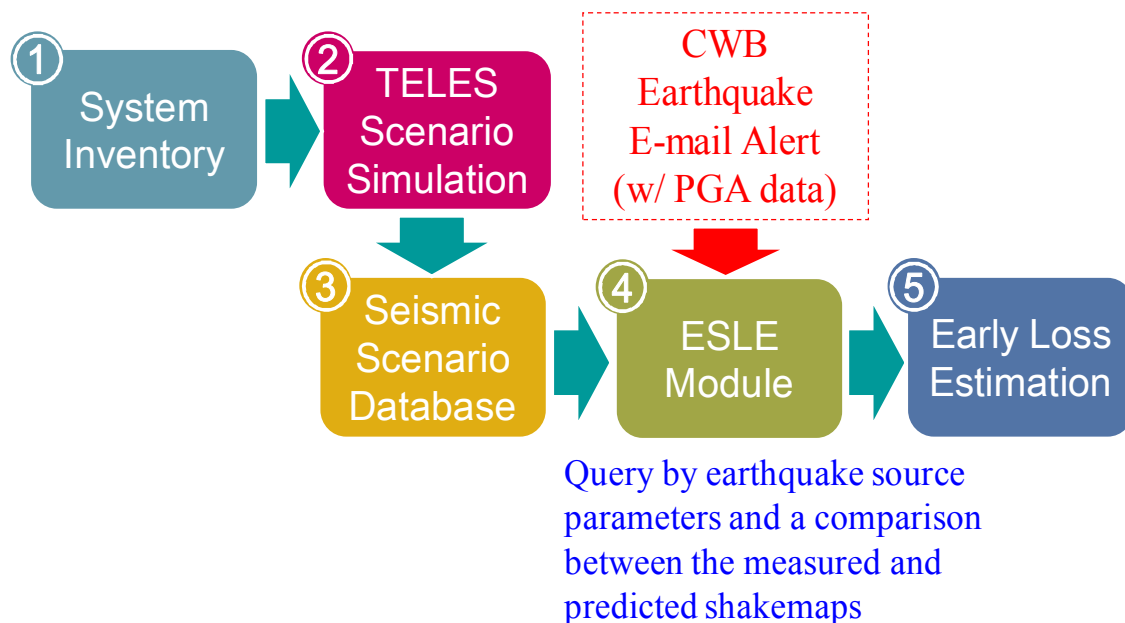 1
System
Inventory
2
TELES
Scenario
Simulation
CWB
Earthquake
E-mail Alert
(w/ PGA data)
3
Seismic
Scenario
Database
4
ESLE
Module
5
Early Loss
Estimation
Query by earthquake source
parameters and a comparison
between the measured and
predicted shakemaps